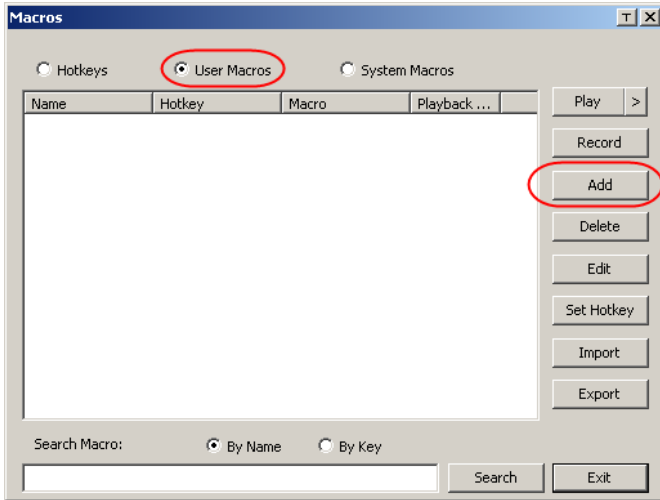 Macros
T X
Hotkeys User Macros System Macros
Name Hotkey Macro Playback ...
Play >
Record
Add
Delete
Edit
Set Hotkey
Import
Export
Search Macro: By Name By Key
Search Exit